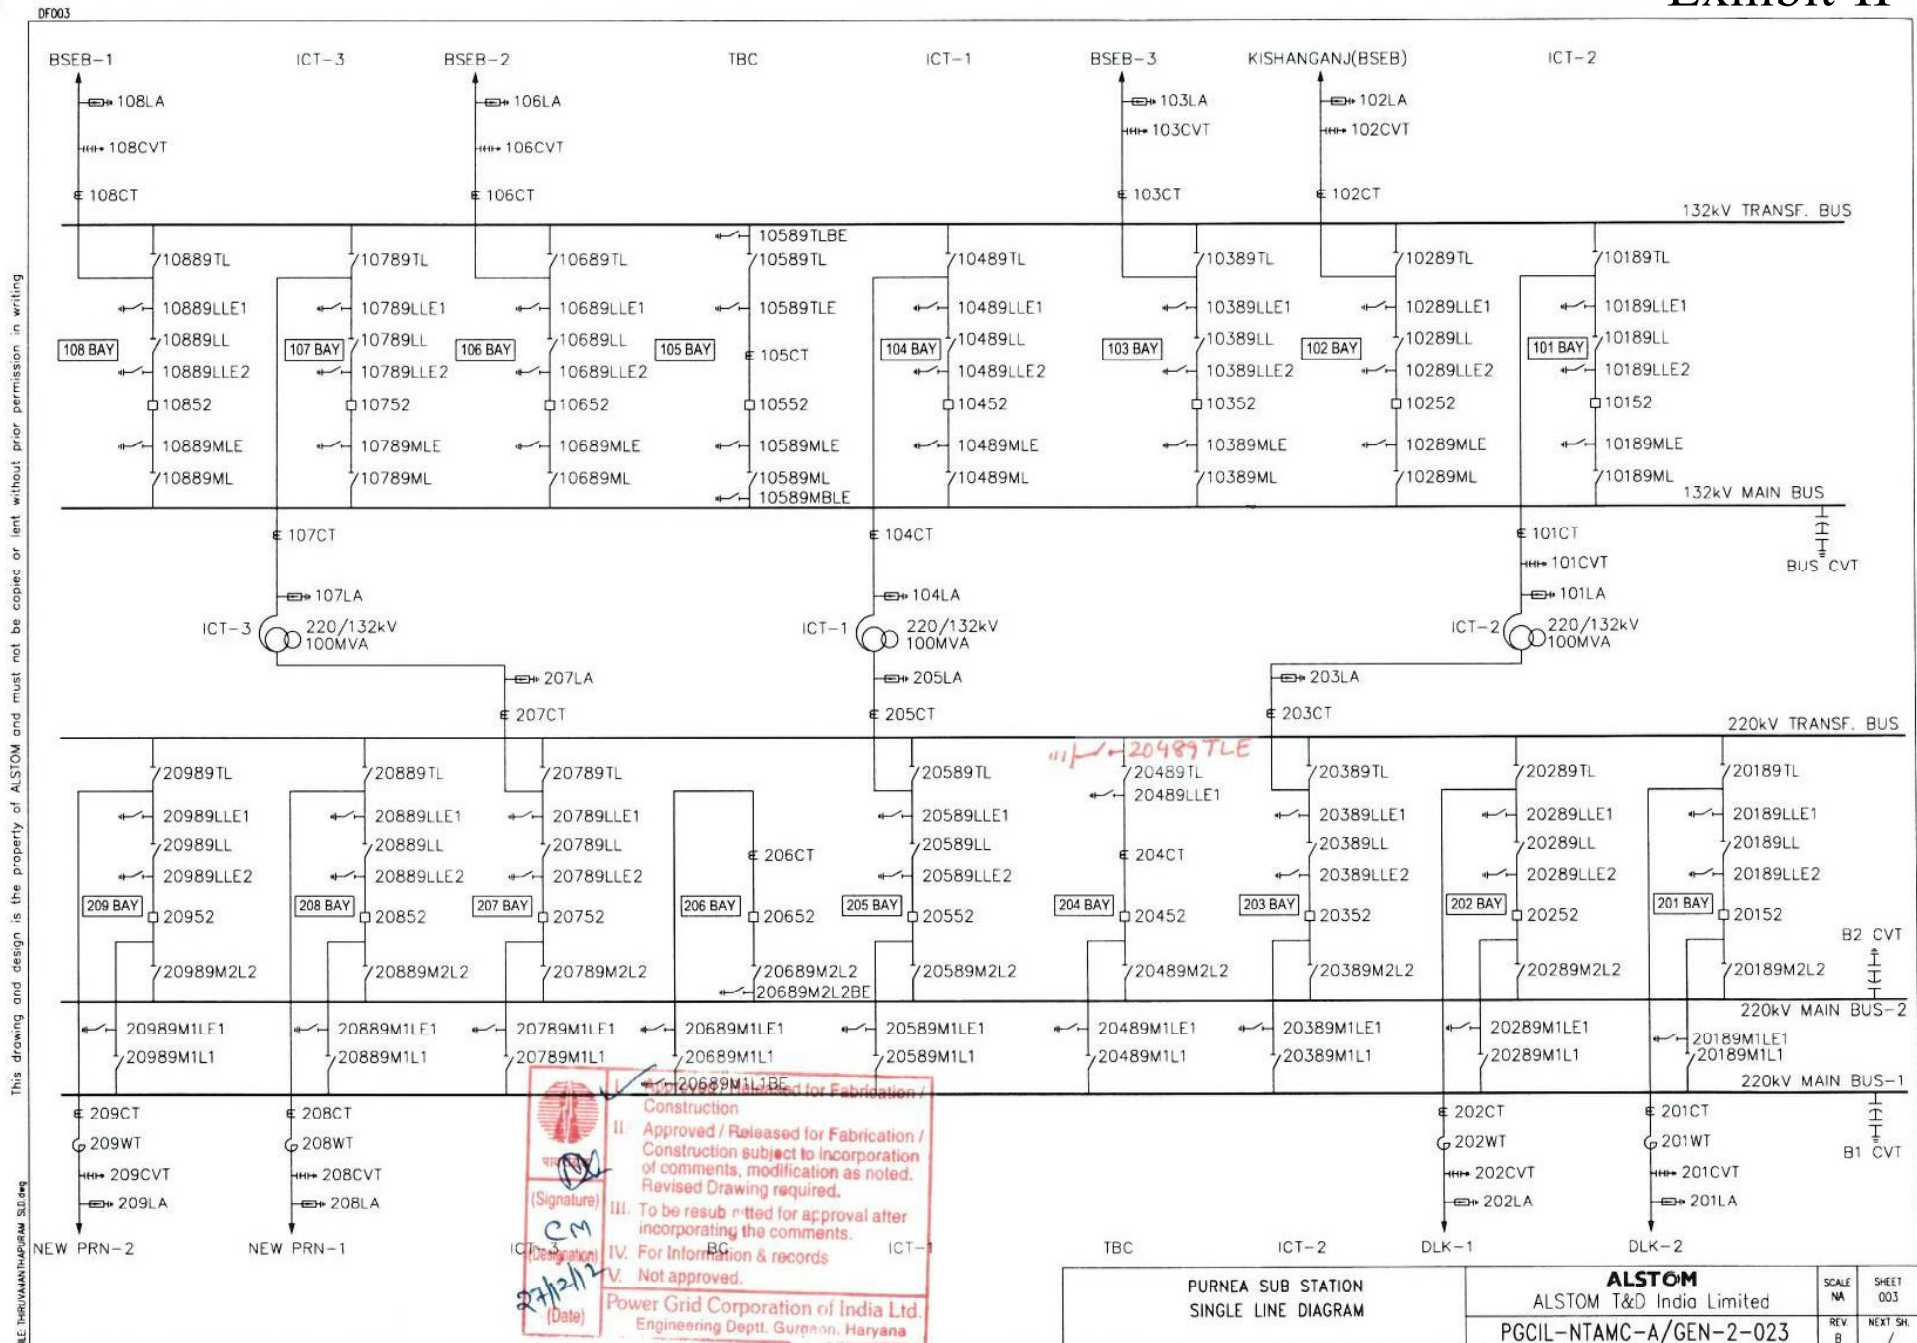 Exhibit-II
DF003
BSEB-1 ICT-3 BSEB-2 TBC ICT-1 BSEB-3 KISHANGANJ(BSEB) ICT-2
108LA 106LA 103LA 102LA
108CVT 106CVT 103CVT 102CVT
108CT 106CT 103CT 102CT
132kV TRANSF. BUS
10589TLBE
10889TL 10789TL 10689TL 10589TL 10489TL 10389TL 10289TL 10189TL
10889LLE1 10789LLE1 10689LLE1 10589TLE 10489LLE1 10389LLE1 10289LLE1 10189LLE1
10889LL 10789LL 10689LL 10489LL 10389LL 10289LL 10189LL
108 BAY 107 BAY 106 BAY 105 BAY 105CT 104 BAY 103 BAY 102 BAY 101 BAY
10889LLE2 10789LLE2 10689LLE2 10489LLE2 10389LLE2 10289LLE2 10189LLE2
10852 10752 10652 10552 10452 10352 10252 10152
10889MLE 10789MLE 10689MLE 10589MLE 10489MLE 10389MLE 10289MLE 10189MLE
10889ML 10789ML 10689ML 10589ML 10489ML 10389ML 10289ML 10189ML
10589MBLE
132kV MAIN BUS
107CT 104CT 101CT
101CVT
BUS CVT
107LA 104LA 101LA
ICT-3 220/132kV ICT-1 220/132kV ICT-2 220/132kV
100MVA 100MVA 100MVA
207LA 205LA 203LA
207CT 205CT 203CT
220kV TRANSF. BUS
20489TLE
20989TL 20889TL 20789TL 20589TL 20489TL 20389TL 20289TL 20189TL
20489LLE1
20989LLE1 20889LLE1 20789LLE1 20589LLE1 20389LLE1 20289LLE1 20189LLE1
20989LL 20889LL 20789LL 206CT 20589LL 204CT 20389LL 20289LL 20189LL
20989LLE2 20889LLE2 20789LLE2 20589LLE2 20389LLE2 20289LLE2 20189LLE2
209 BAY 20952 208 BAY 20852 207 BAY 20752 206 BAY 20652 205 BAY 20552 204 BAY 20452 203 BAY 20352 202 BAY 20252 201 BAY 20152
B2 CVT
20989M2L2 20889M2L2 20789M2L2 20689M2L2 20589M2L2 20489M2L2 20389M2L2 20289M2L2 20189M2L2
20689M2L2BE
220kV MAIN BUS-2
20989M1LE1 20889M1LE1 20789M1LE1 20689M1LE1 20589M1LE1 20489M1LE1 20389M1LE1 20289M1LE1 20189M1LE1
20989M1L1 20889M1L1 20789M1L1 20689M1L1 20589M1L1 20489M1L1 20389M1L1 20289M1L1 20189M1L1
20689M1L1BE
220kV MAIN BUS-1
209CT 208CT 202CT 201CT
209WT 208WT 202WT 201WT
B1 CVT
209CVT 208CVT 202CVT 201CVT
209LA 208LA 202LA 201LA
NEW PRN-2 NEW PRN-1 ICT-3 BC ICT-1 TBC ICT-2 DLK-1 DLK-2
I. Approved / Released for Fabrication /
Construction
II. Approved / Released for Fabrication /
Construction subject to incorporation
of comments, modification as noted.
Revised Drawing required.
III. To be resubmitted for approval after
incorporating the comments.
IV. For Information & records
V. Not approved.
Power Grid Corporation of India Ltd.
Engineering Deptt. Gurgaon, Haryana
(Signature)
CM
(Designation)
27/12/12
(Date)
PURNEA SUB STATION
SINGLE LINE DIAGRAM
ALSTOM
ALSTOM T&D India Limited
PGCIL-NTAMC-A/GEN-2-023
SCALE
NA
SHEET
003
REV
B
NEXT SH.
/
This drawing and design is the property of ALSTOM and must not be copied or lent without prior permission in writing
THIRUVAMANTHAPURAM SLD.dwg